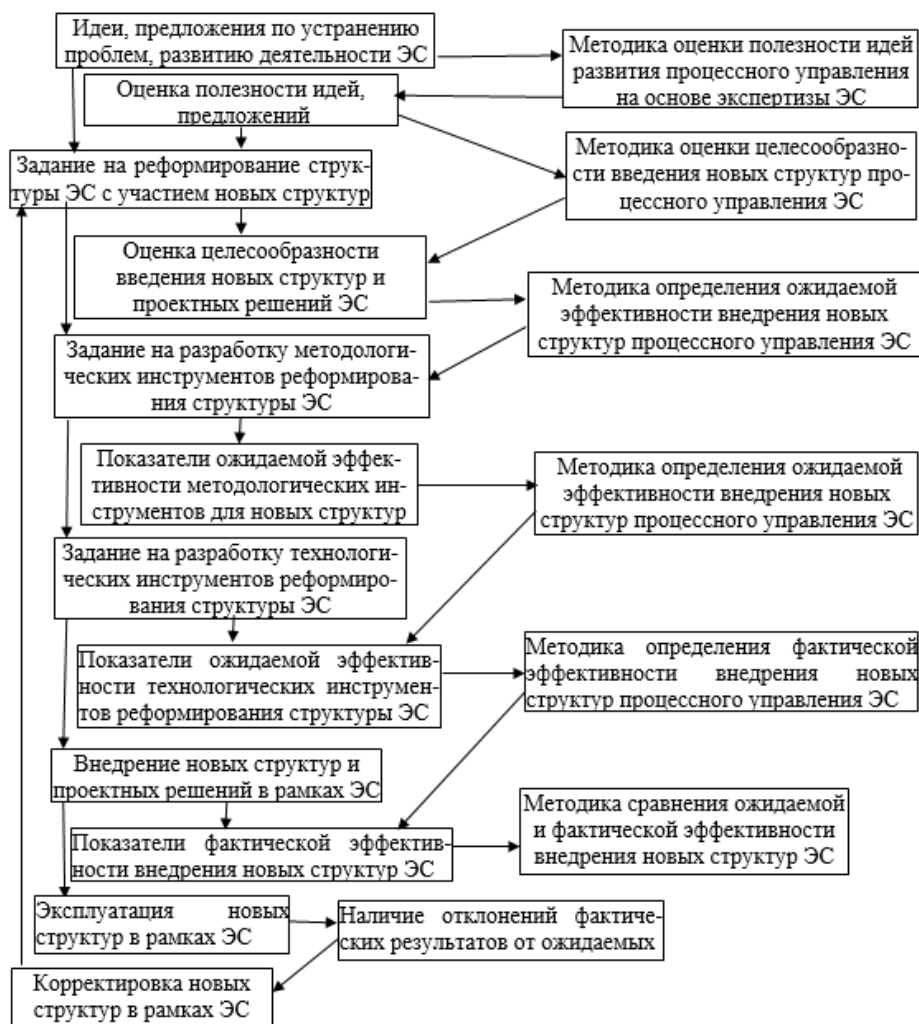 Идеи, предложения по устранению
проблем, развитию деятельности ЭС
Методика оценки полезности идей
развития процессного управления
на основе экспертизы ЭС
Оценка полезности идей,
предложений
Методика оценки целесообразно-
сти введения новых структур про-
цессного управления ЭС
Задание на реформирование струк-
туры ЭС с участием новых структур
Оценка целесообразности
введения новых структур и
проектных решений ЭС
Методика определения ожидаемой
эффективности внедрения новых
структур процессного управления ЭС
Задание на разработку методологи-
ческих инструментов реформирова-
ния структуры ЭС
Показатели ожидаемой эффек-
тивности методологических ин-
струментов для новых структур
Методика определения ожидаемой
эффективности внедрения новых
структур процессного управления ЭС
Задание на разработку технологи-
ческих инструментов реформиро-
вания структуры ЭС
Показатели ожидаемой эффектив-
ности технологических инструмен-
тов реформирования структуры ЭС
Методика определения фактической
эффективности внедрения новых
структур процессного управления ЭС
Внедрение новых структур и
проектных решений в рамках ЭС
Показатели фактической эффектив-
ности внедрения новых структур ЭС
Методика сравнения ожидаемой
и фактической эффективности
внедрения новых структур ЭС
Эксплуатация новых
структур в рамках ЭС
Наличие отклонений фактиче-
ских результатов от ожидаемых
Корректировка новых
структур в рамках ЭС